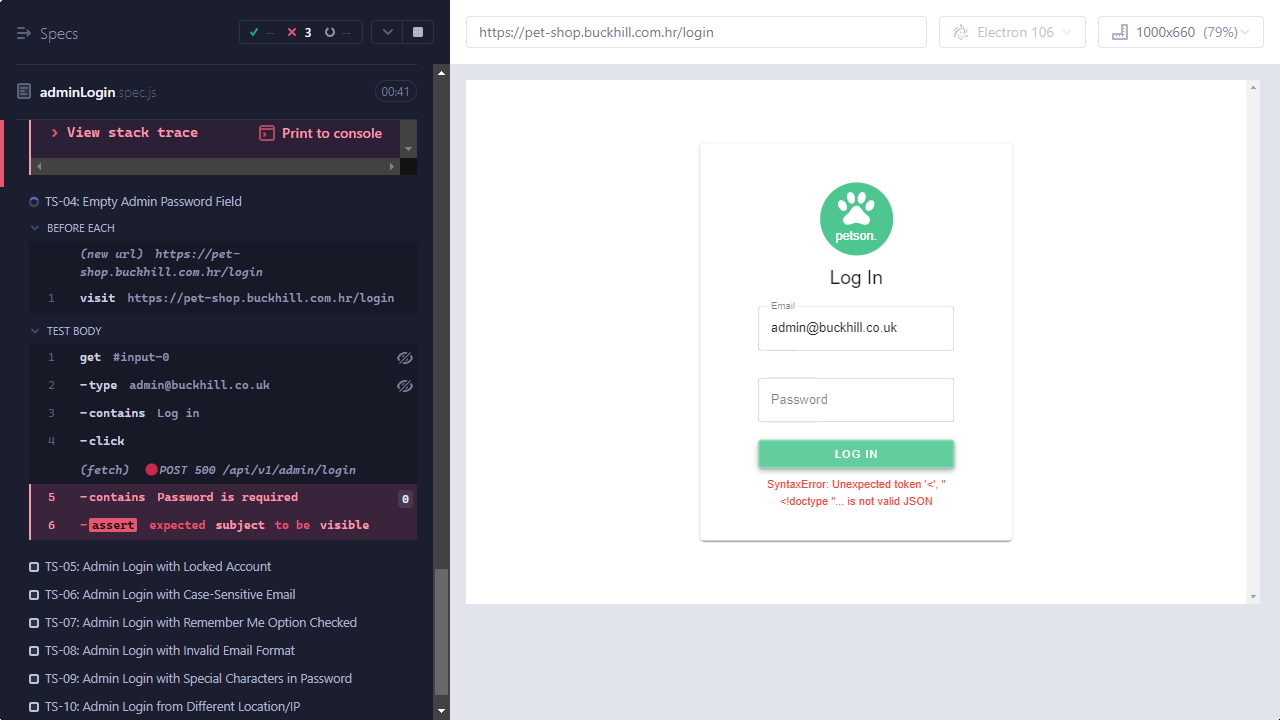 Specs
-- 3 --
adminLogin.spec.js 00:41
View stack trace Print to console
TS-04: Empty Admin Password Field
BEFORE EACH
(new url) https://pet-
shop.buckhill.com.hr/login
1 visit https://pet-shop.buckhill.com.hr/login
TEST BODY
1 get #input-0
2 -type admin@buckhill.co.uk
3 -contains Log in
4 -click
(fetch) POST 500 /api/v1/admin/login
5 -contains Password is required 0
6 -assert expected subject to be visible
TS-05: Admin Login with Locked Account
TS-06: Admin Login with Case-Sensitive Email
TS-07: Admin Login with Remember Me Option Checked
TS-08: Admin Login with Invalid Email Format
TS-09: Admin Login with Special Characters in Password
TS-10: Admin Login from Different Location/IP
https://pet-shop.buckhill.com.hr/login Electron 106 1000x660 (79%)
petson.
Log In
Email
admin@buckhill.co.uk
Password
LOG IN
SyntaxError: Unexpected token '<', "
<!doctype "... is not valid JSON